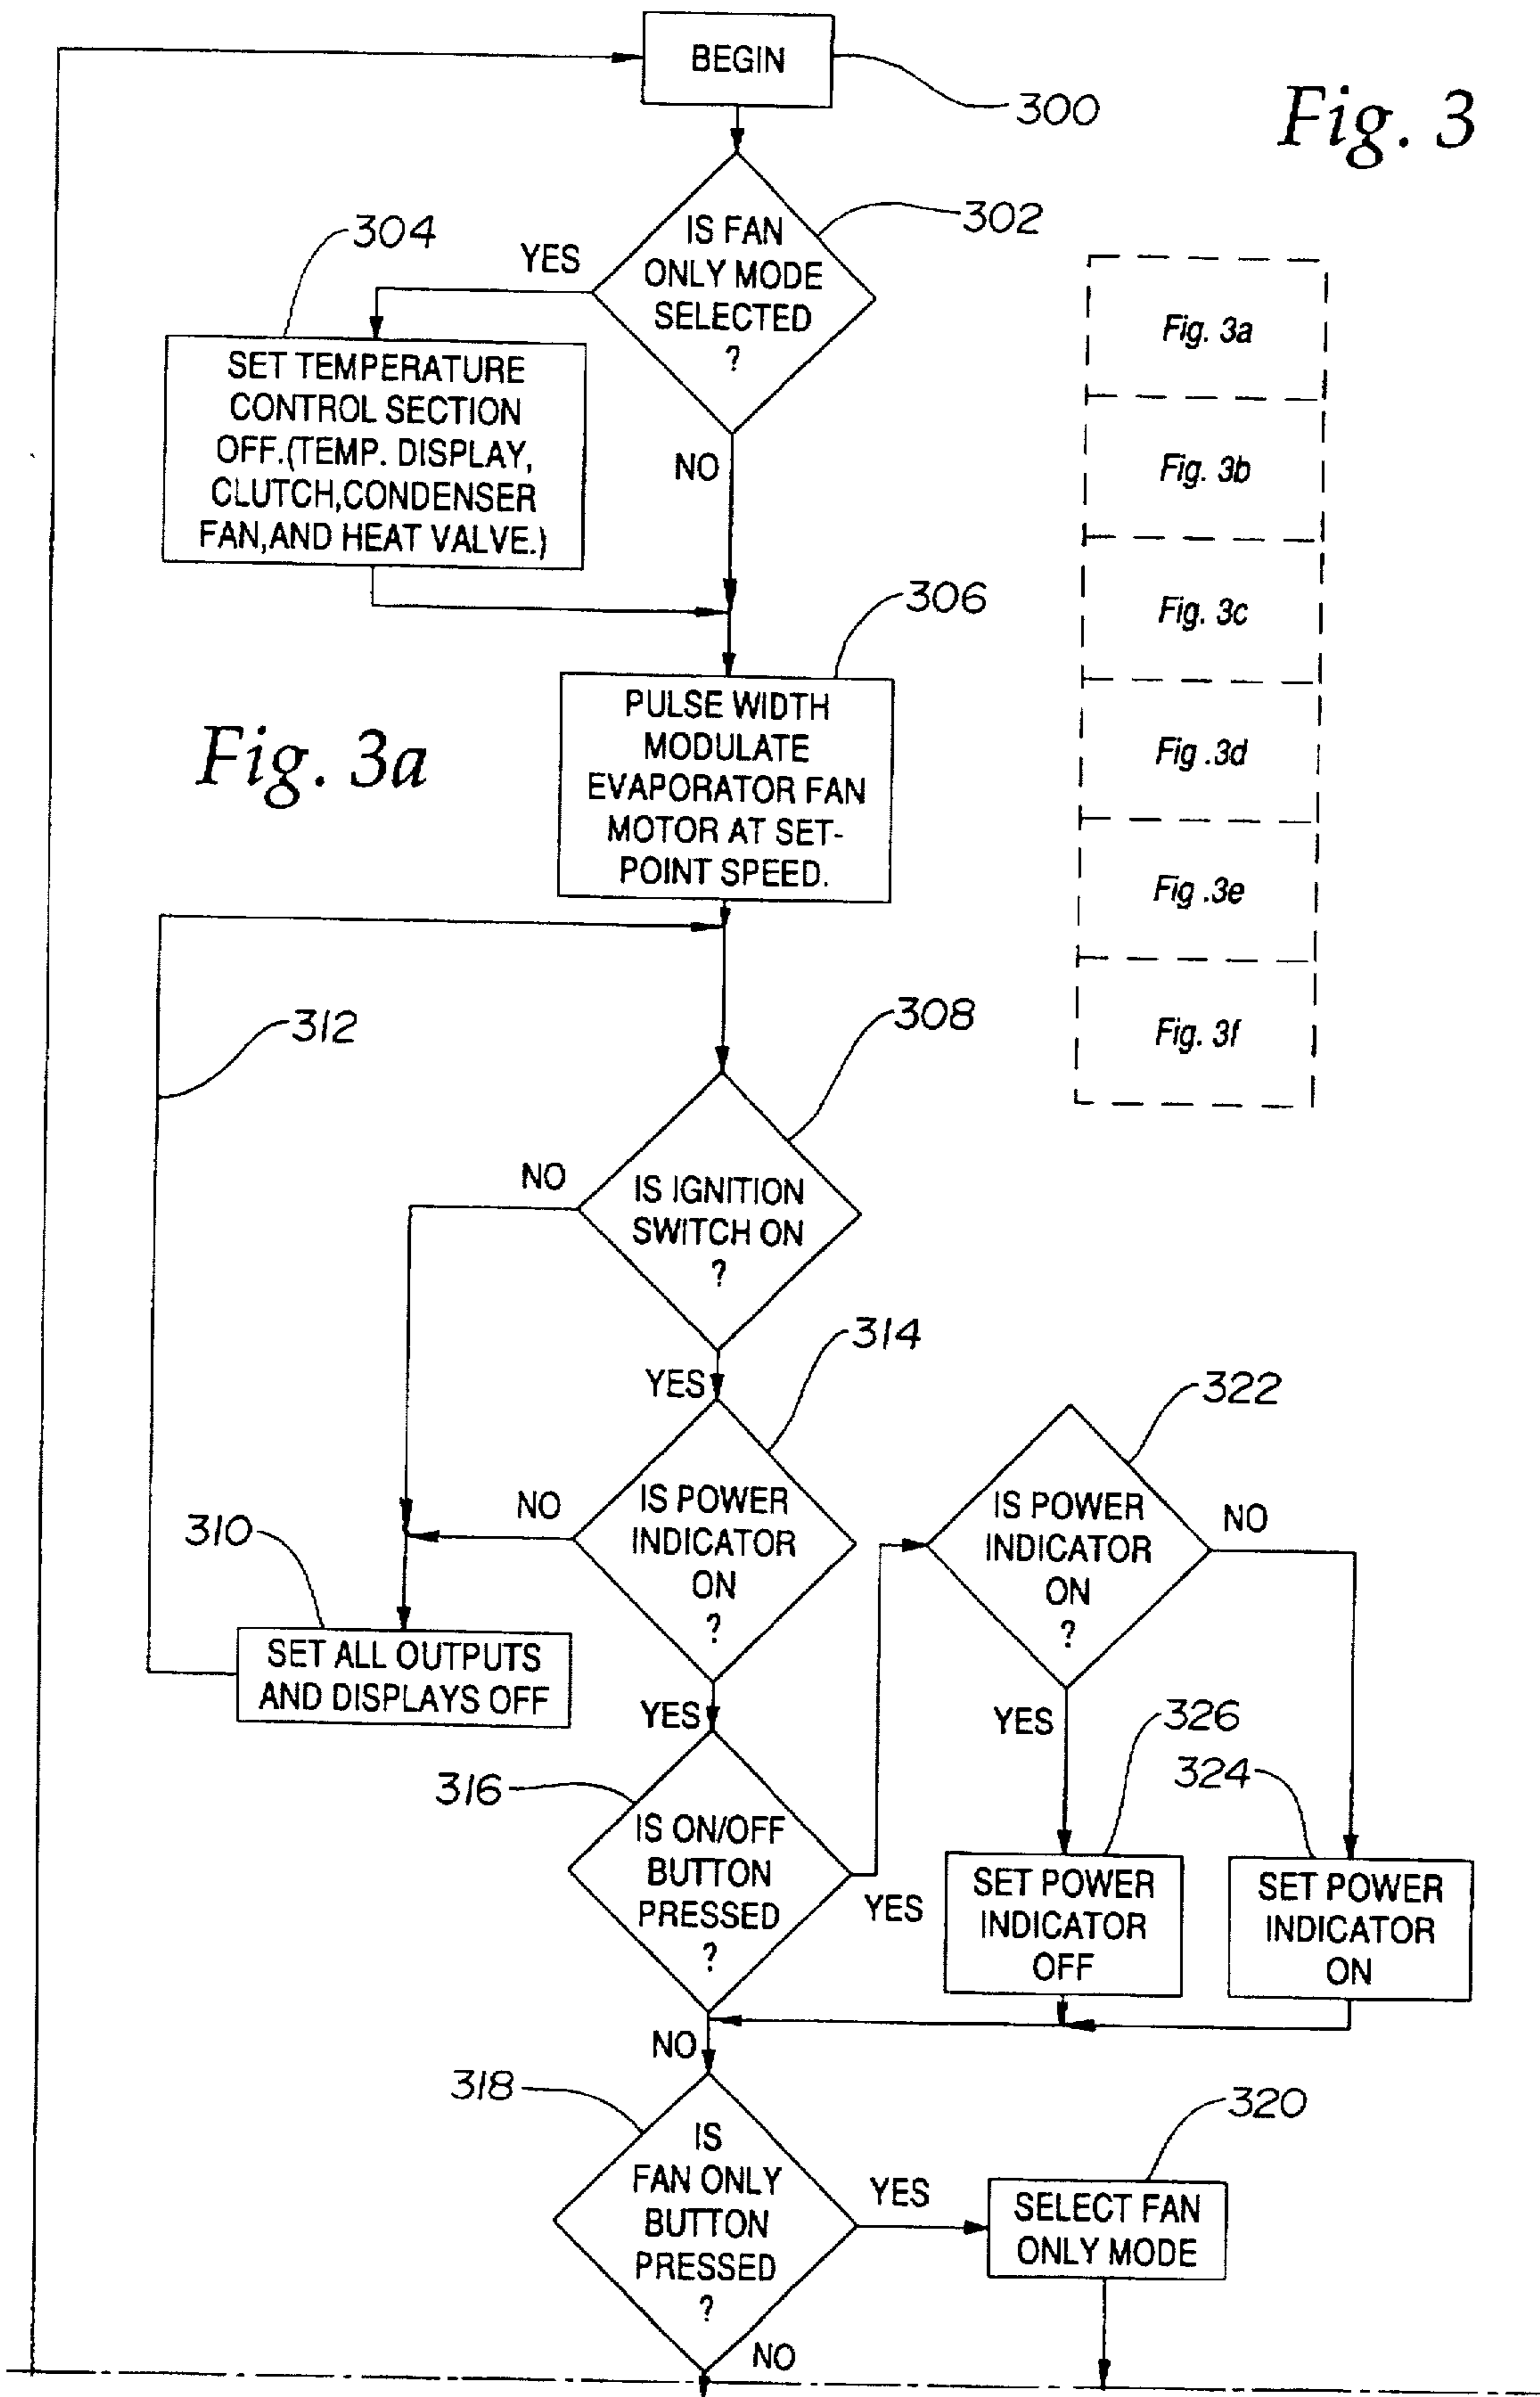 BEGIN
300
Fig. 3
302
IS FAN
ONLY MODE
SELECTED
?
YES
304
NO
SET TEMPERATURE
CONTROL SECTION
OFF.(TEMP. DISPLAY,
CLUTCH,CONDENSER
FAN,AND HEAT VALVE.)
Fig. 3a
Fig. 3b
Fig. 3c
Fig .3d
Fig .3e
Fig. 3f
306
PULSE WIDTH
MODULATE
EVAPORATOR FAN
MOTOR AT SET-
POINT SPEED.
Fig. 3a
312
308
NO
IS IGNITION
SWITCH ON
?
YES
314
322
NO
IS POWER
INDICATOR
ON
?
IS POWER
INDICATOR
ON
?
NO
310
SET ALL OUTPUTS
AND DISPLAYS OFF
YES
YES
326
324
316
IS ON/OFF
BUTTON
PRESSED
?
YES
SET POWER
INDICATOR
OFF
SET POWER
INDICATOR
ON
NO
318
320
IS
FAN ONLY
BUTTON
PRESSED
?
YES
SELECT FAN
ONLY MODE
NO